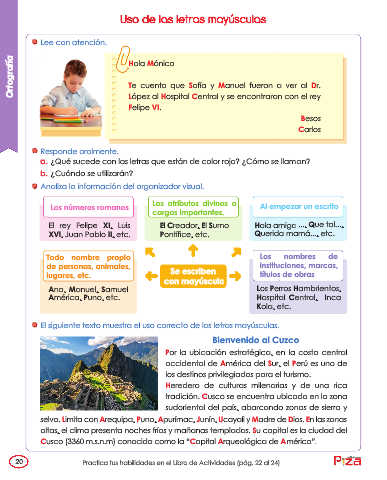 Uso de las letras mayúsculas
Ortografía
Lee con atención.
Hola Mónica
Te cuento que Sofía y Manuel fueron a ver al Dr.
López al Hospital Central y se encontraron con el rey
Felipe VI.
Besos
Carlos
Responde oralmente.
a. ¿Qué sucede con las letras que están de color rojo? ¿Cómo se llaman?
b. ¿Cuándo se utilizarán?
Analiza la información del organizador visual.
Los números romanos
El rey Felipe XI, Luis
XVI, Juan Pablo II, etc.
Los atributos divinos o
cargos importantes.
El Creador, El Sumo
Pontífice, etc.
Al empezar un escrito
Hola amiga ..., Que tal...,
Querida mamá..., etc.
Todo nombre propio
de personas, animales,
lugares, etc.
Ana, Manuel, Samuel
América, Puno, etc.
Se escriben
con mayúscula
Los nombres de
instituciones, marcas,
títulos de obras
Los Perros Hambrientos,
Hospital Central, Inca
Kola, etc.
El siguiente texto muestra el uso correcto de las letras mayúsculas.
Bienvenido al Cuzco
Por la ubicación estratégica, en la costa central
occidental de América del Sur, el Perú es uno de
los destinos privilegiados para el turismo.
Heredero de culturas milenarias y de una rica
tradición. Cusco se encuentra ubicado en la zona
sudoriental del país, abarcando zonas de sierra y
selva. Limita con Arequipa, Puno, Apurímac, Junín, Ucayali y Madre de Dios. En las zonas
altas, el clima presenta noches frías y mañanas templadas. Su capital es la ciudad del
Cusco (3360 m.s.n.m) conocida como la "Capital Arqueológica de América".
20
Practica tus habilidades en el Libro de Actividades (pág. 22 al 24)